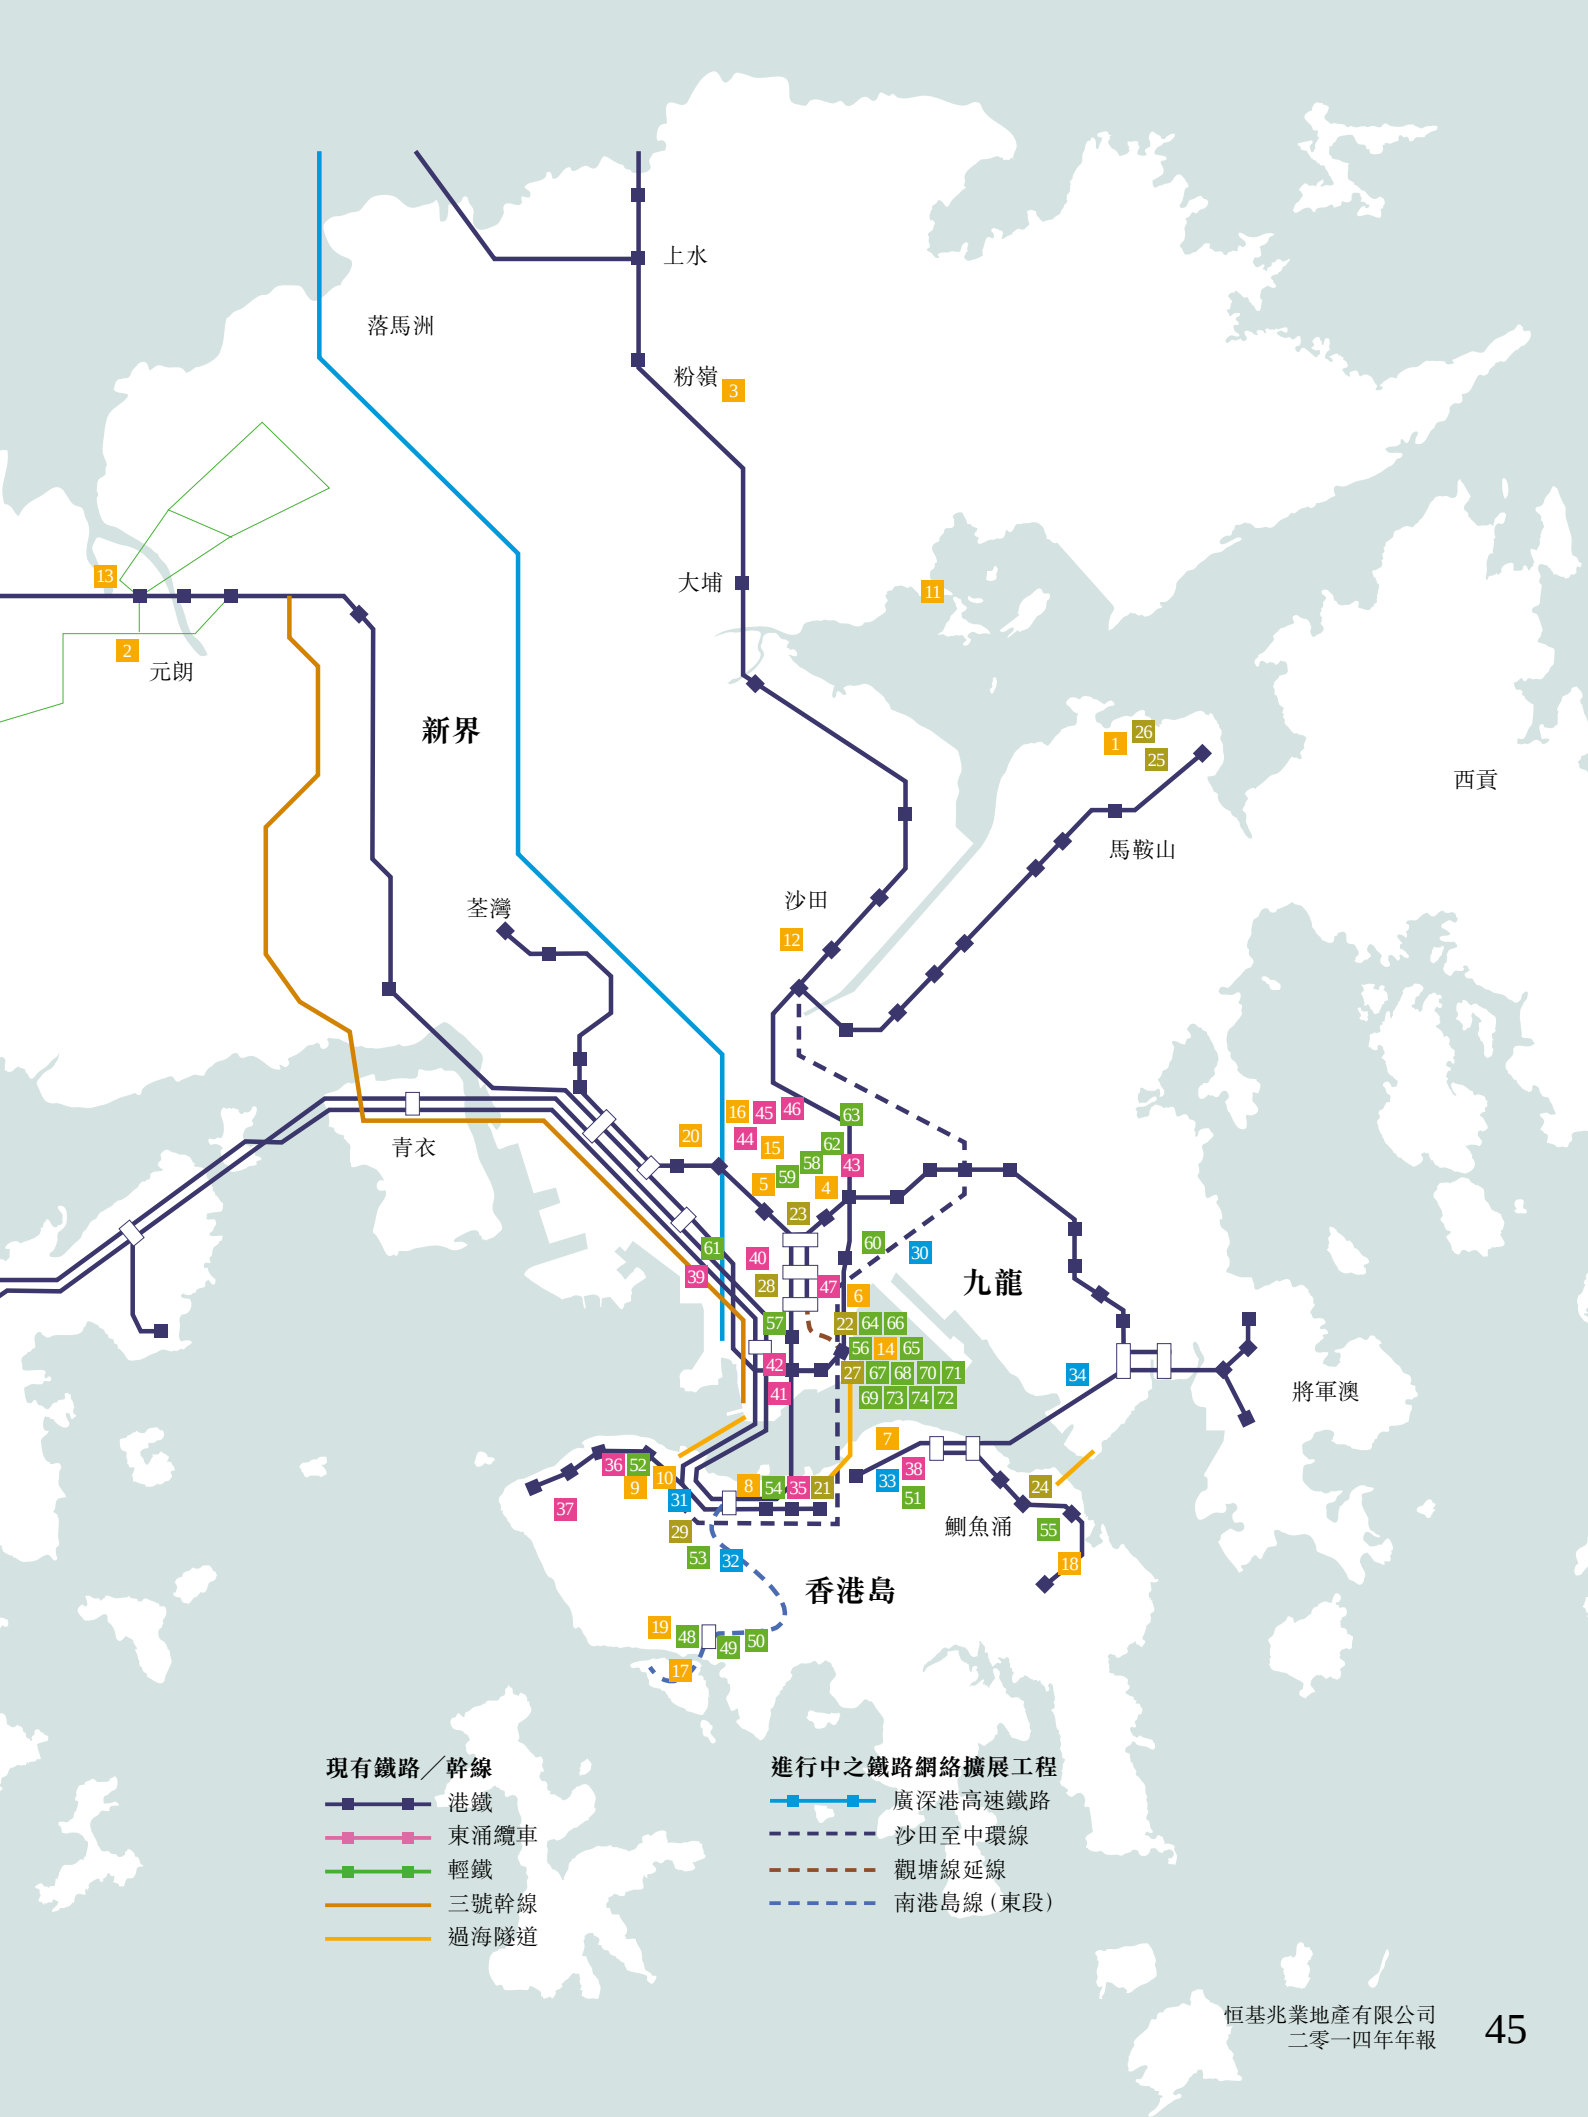 上水
落馬洲
粉嶺
3
大埔
13
11
2
元朗
新界
26
1
25
西貢
馬鞍山
荃灣
沙田
12
16 45 46 63
20 44 15 62
青衣
58 43
5 59 4
23
61 40 60 30
39 28 47 6 九龍
57 22 64 66
56 14 65
42 27 67 68 70 71 34
41 69 73 74 72
將軍澳
7
36 52 10 38
9 8 54 35 21 33 24
37 31 51
29 鰂魚涌 55
53 32 18
香港島
19 48 49 50
17
現有鐵路／幹線
港鐵
東涌纜車
輕鐵
三號幹線
過海隧道
進行中之鐵路網絡擴展工程
廣深港高速鐵路
沙田至中環線
觀塘線延線
南港島線（東段）
恒基兆業地產有限公司
二零一四年年報
45